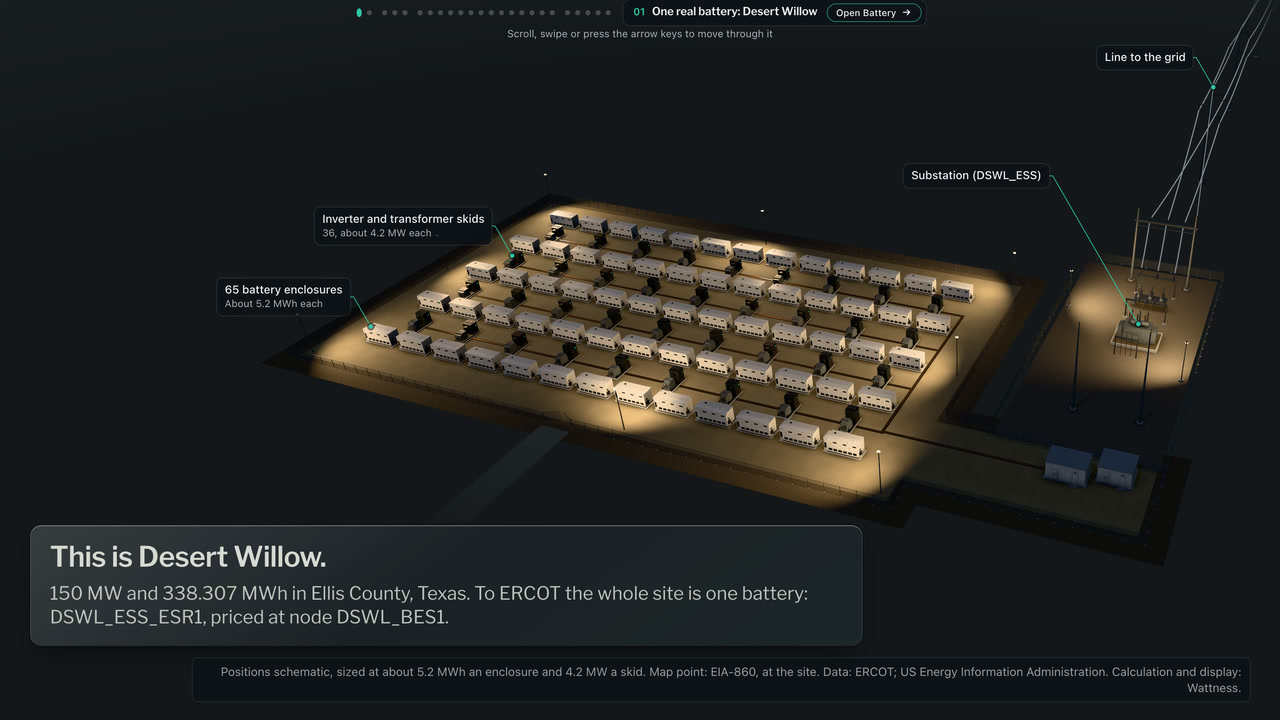 01 One real battery: Desert Willow Open Battery →
Scroll, swipe or press the arrow keys to move through it
Line to the grid
Substation (DSWL_ESS)
Inverter and transformer skids
36, about 4.2 MW each
65 battery enclosures
About 5.2 MWh each
This is Desert Willow.
150 MW and 338.307 MWh in Ellis County, Texas. To ERCOT the whole site is one battery:
DSWL_ESS_ESR1, priced at node DSWL_BES1.
Positions schematic, sized at about 5.2 MWh an enclosure and 4.2 MW a skid. Map point: EIA-860, at the site. Data: ERCOT; US Energy Information Administration. Calculation and display:
Wattness.